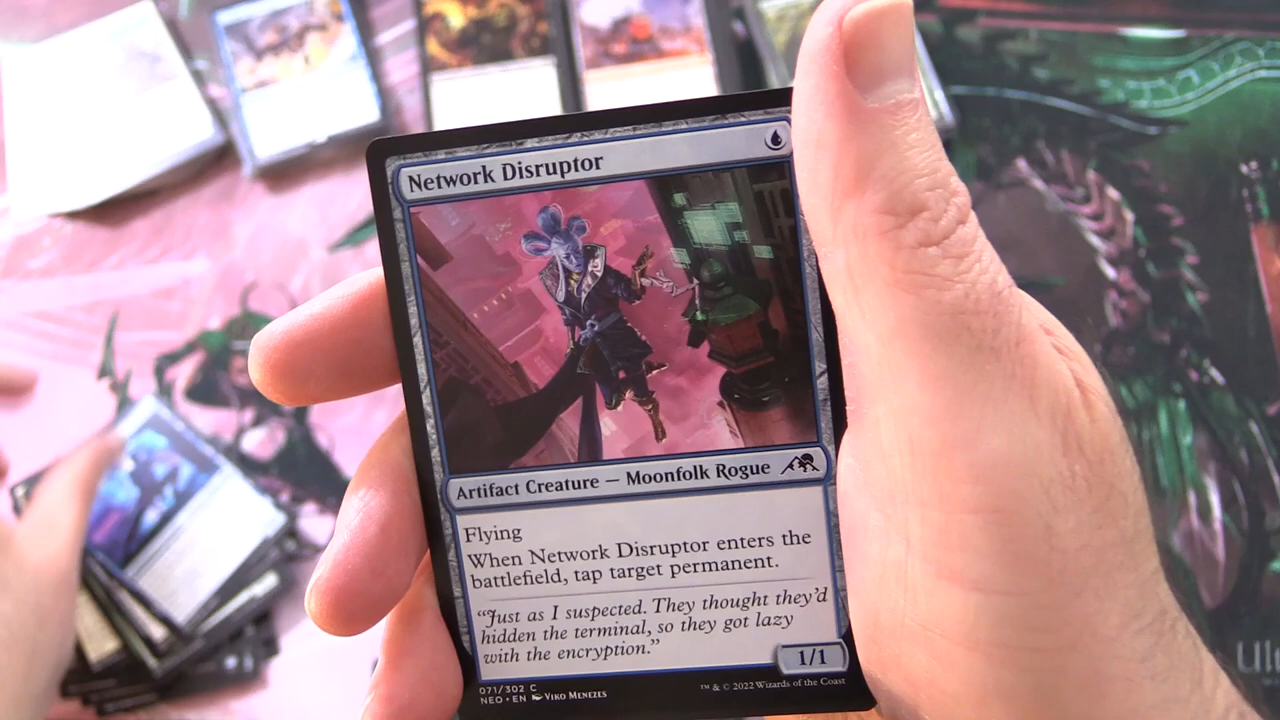 Network Disruptor
Artifact Creature — Moonfolk Rogue
Flying
When Network Disruptor enters the
battlefield, tap target permanent.
“Just as I suspected. They thought they’d
hidden the terminal, so they got lazy
with the encryption.”
1/1
071/302 C
NEO • EN Viko Menezes
™ & © 2022 Wizards of the Coast